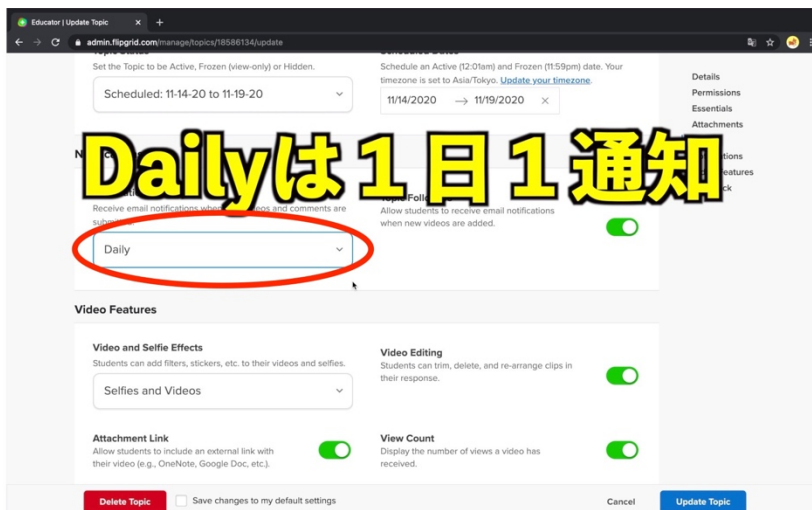 Educator | Update Topic
admin.flipgrid.com/manage/topics/18586134/update
Set the Topic to be Active, Frozen (view-only) or Hidden.
Scheduled: 11-14-20 to 11-19-20
Schedule an Active (12:01am) and Frozen (11:59pm) date. Your
timezone is set to Asia/Tokyo. Update your timezone.
11/14/2020 → 11/19/2020
Details
Permissions
Essentials
Attachments
Dailyは1日1通知
Receive email notifications when
comments are
Daily
Allow students to receive email notifications
when new videos are added.
Video Features
Video and Selfie Effects
Students can add filters, stickers, etc. to their videos and selfies.
Selfies and Videos
Video Editing
Students can trim, delete, and re-arrange clips in
their response.
Attachment Link
Allow students to include an external link with
their video (e.g., OneNote, Google Doc, etc.).
View Count
Display the number of views a video has
received.
Delete Topic
Save changes to my default settings
Cancel
Update Topic